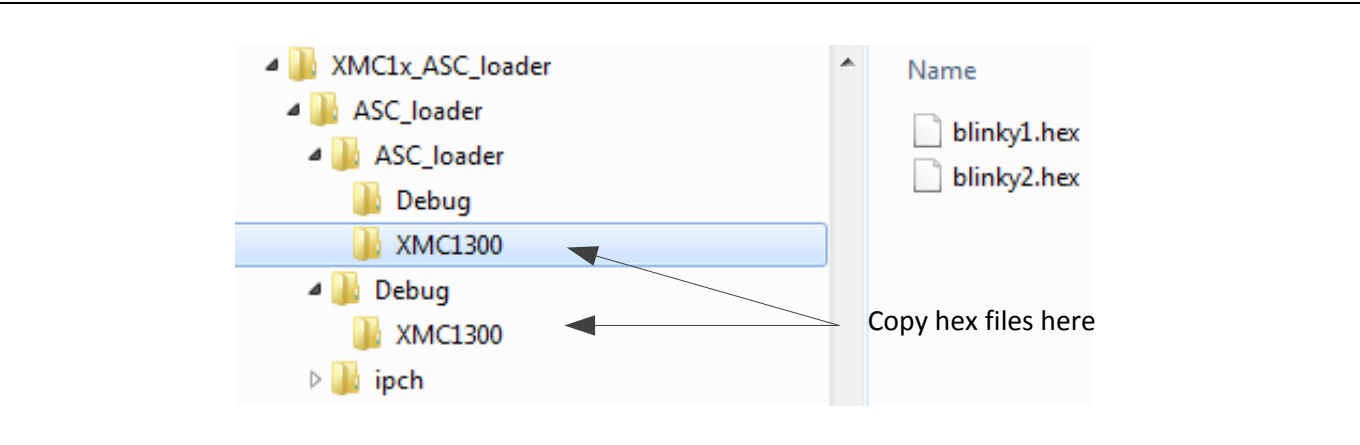 XMC1x_ASC_loader
ASC_loader
ASC_loader
Debug
XMC1300
Debug
XMC1300
ipch
Name
blinky1.hex
blinky2.hex
Copy hex files here